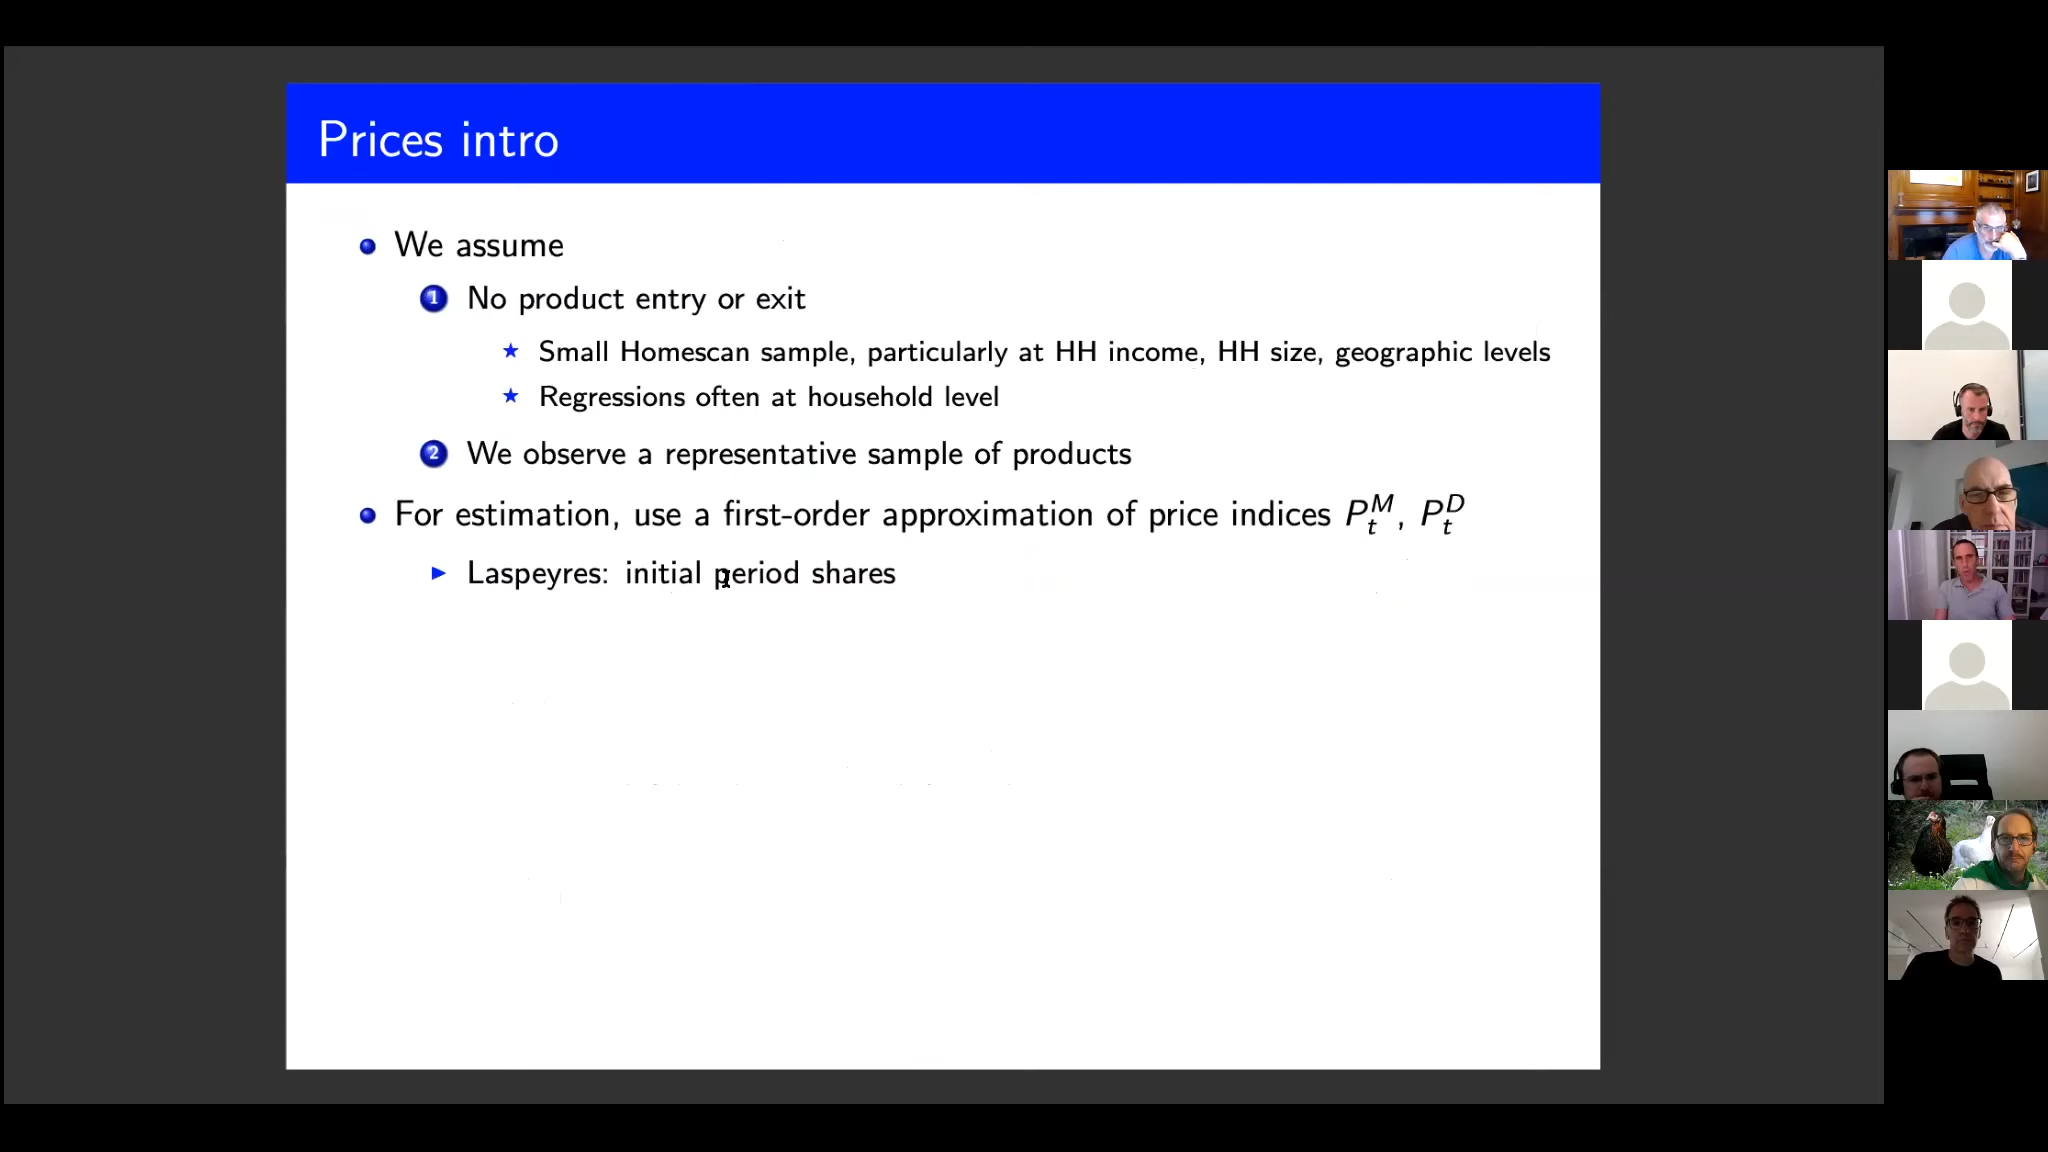 Prices intro
We assume
1 No product entry or exit
Small Homescan sample, particularly at HH income, HH size, geographic levels
Regressions often at household level
2 We observe a representative sample of products
For estimation, use a first-order approximation of price indices P_t^M, P_t^D
Laspeyres: initial period shares